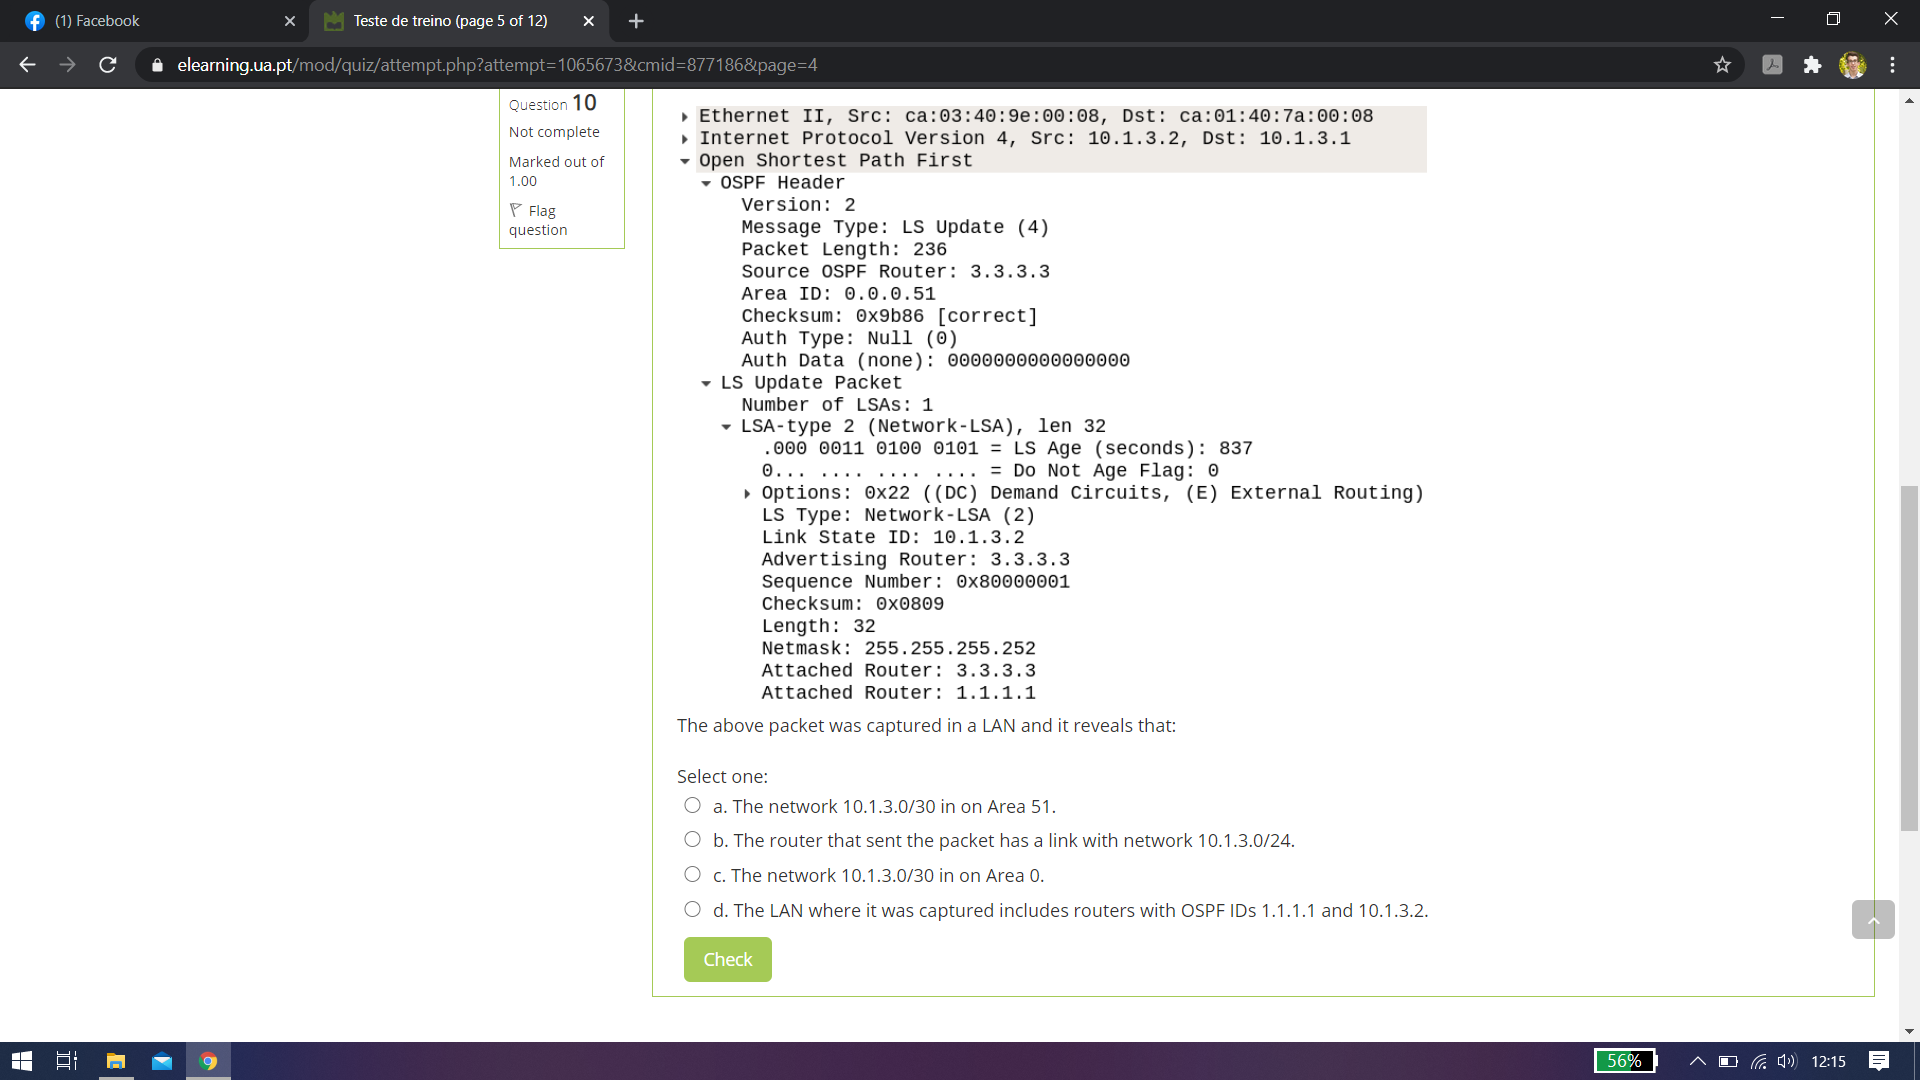 (1) Facebook
Teste de treino (page 5 of 12)
elearning.ua.pt/mod/quiz/attempt.php?attempt=1065673&cmid=877186&page=4
Question 10
Not complete
Marked out of
1.00
Flag
question
Ethernet II, Src: ca:03:40:9e:00:08, Dst: ca:01:40:7a:00:08
Internet Protocol Version 4, Src: 10.1.3.2, Dst: 10.1.3.1
Open Shortest Path First
OSPF Header
Version: 2
Message Type: LS Update (4)
Packet Length: 236
Source OSPF Router: 3.3.3.3
Area ID: 0.0.0.51
Checksum: 0x9b86 [correct]
Auth Type: Null (0)
Auth Data (none): 0000000000000000
LS Update Packet
Number of LSAs: 1
LSA-type 2 (Network-LSA), len 32
.000 0011 0100 0101 = LS Age (seconds): 837
0... .... .... .... = Do Not Age Flag: 0
Options: 0x22 ((DC) Demand Circuits, (E) External Routing)
LS Type: Network-LSA (2)
Link State ID: 10.1.3.2
Advertising Router: 3.3.3.3
Sequence Number: 0x80000001
Checksum: 0x0809
Length: 32
Netmask: 255.255.255.252
Attached Router: 3.3.3.3
Attached Router: 1.1.1.1
The above packet was captured in a LAN and it reveals that:
Select one:
a. The network 10.1.3.0/30 in on Area 51.
b. The router that sent the packet has a link with network 10.1.3.0/24.
c. The network 10.1.3.0/30 in on Area 0.
d. The LAN where it was captured includes routers with OSPF IDs 1.1.1.1 and 10.1.3.2.
Check
56%
12:15